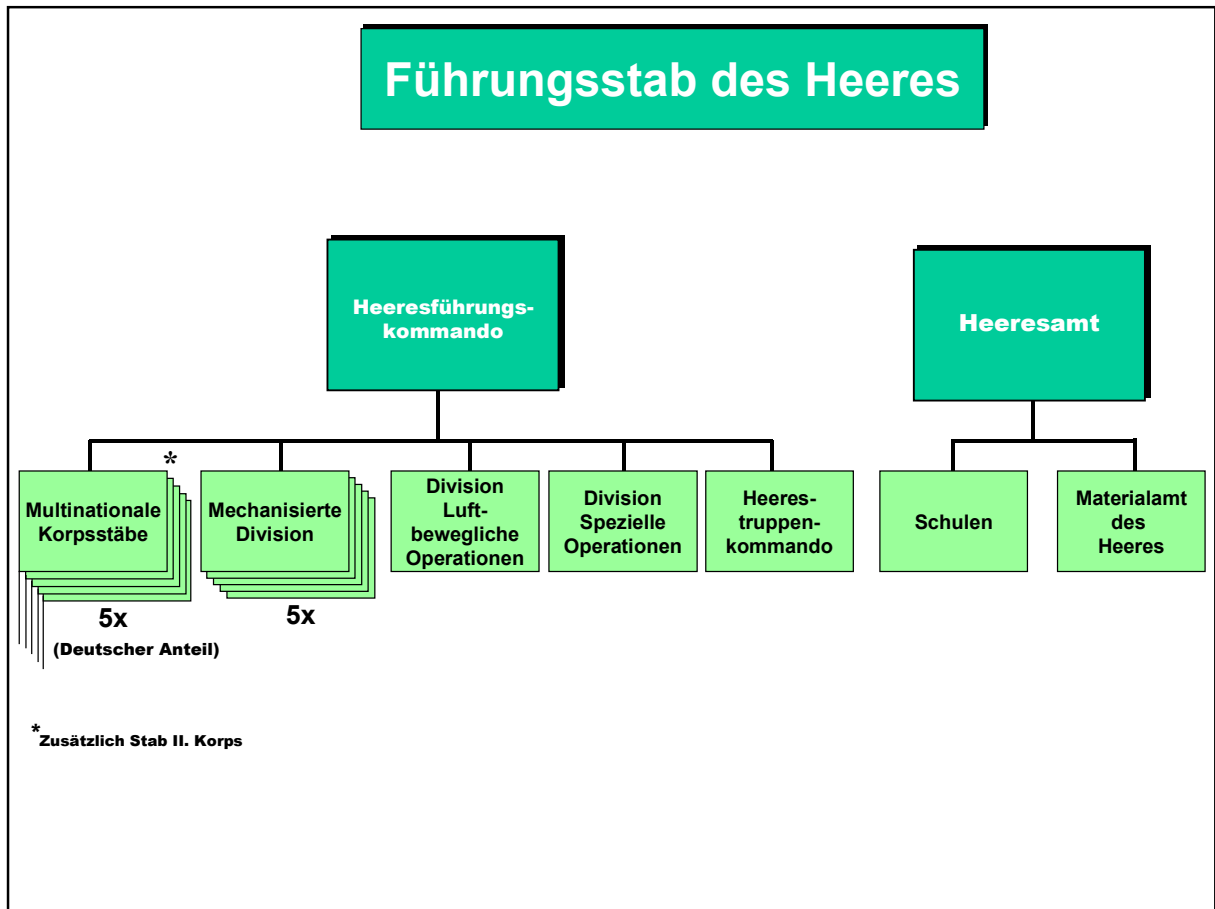 Führungsstab des Heeres
Heeresführungs-
kommando
Heeresamt
*
Multinationale
Korpsstäbe
Mechanisierte
Division
Division
Luft-
bewegliche
Operationen
Division
Spezielle
Operationen
Heeres-
truppen-
kommando
Schulen
Materialamt
des
Heeres
5x
(Deutscher Anteil)
5x
*Zusätzlich Stab II. Korps